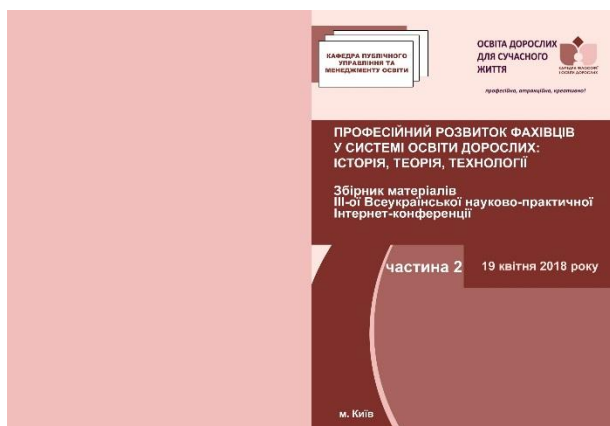 КАФЕДРА ПУБЛІЧНОГО
УПРАВЛІННЯ ТА
МЕНЕДЖМЕНТУ ОСВІТИ
ОСВІТА ДОРОСЛИХ
ДЛЯ СУЧАСНОГО
ЖИТТЯ
професійно, атракційно, креативно!
ПРОФЕСІЙНИЙ РОЗВИТОК ФАХІВЦІВ
У СИСТЕМІ ОСВІТИ ДОРОСЛИХ:
ІСТОРІЯ, ТЕОРІЯ, ТЕХНОЛОГІЇ
Збірник матеріалів
ІІІ-ої Всеукраїнської науково-практичної
Інтернет-конференції
частина 2
19 квітня 2018 року
м. Київ